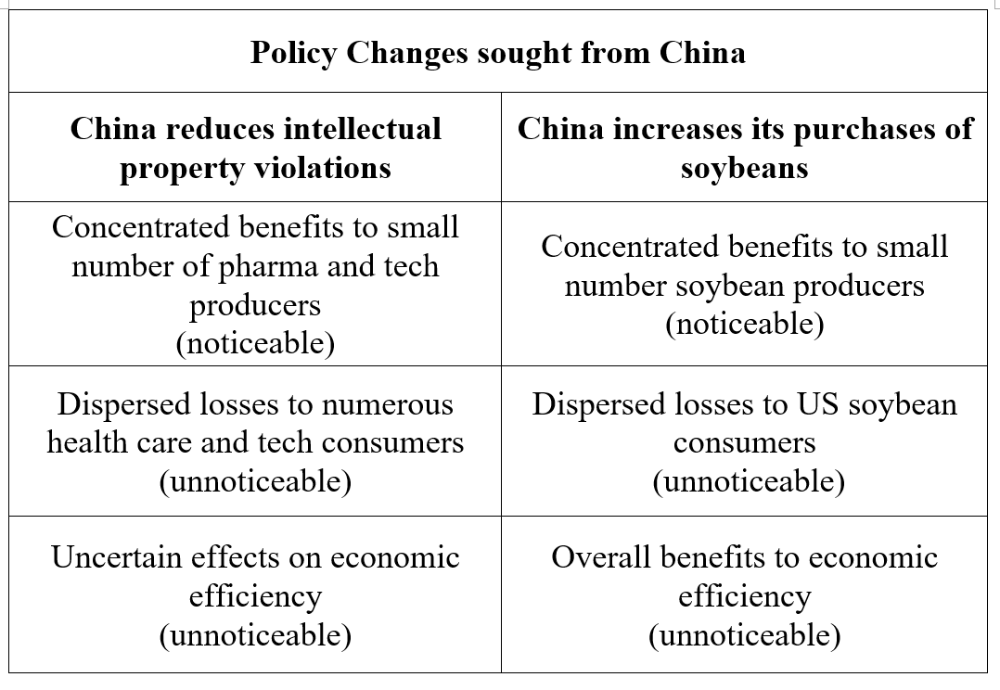 Policy Changes sought from China
China reduces intellectual
property violations
China increases its purchases of
soybeans
Concentrated benefits to small
number of pharma and tech
producers
(noticeable)
Concentrated benefits to small
number soybean producers
(noticeable)
Dispersed losses to numerous
health care and tech consumers
(unnoticeable)
Dispersed losses to US soybean
consumers
(unnoticeable)
Uncertain effects on economic
efficiency
(unnoticeable)
Overall benefits to economic
efficiency
(unnoticeable)